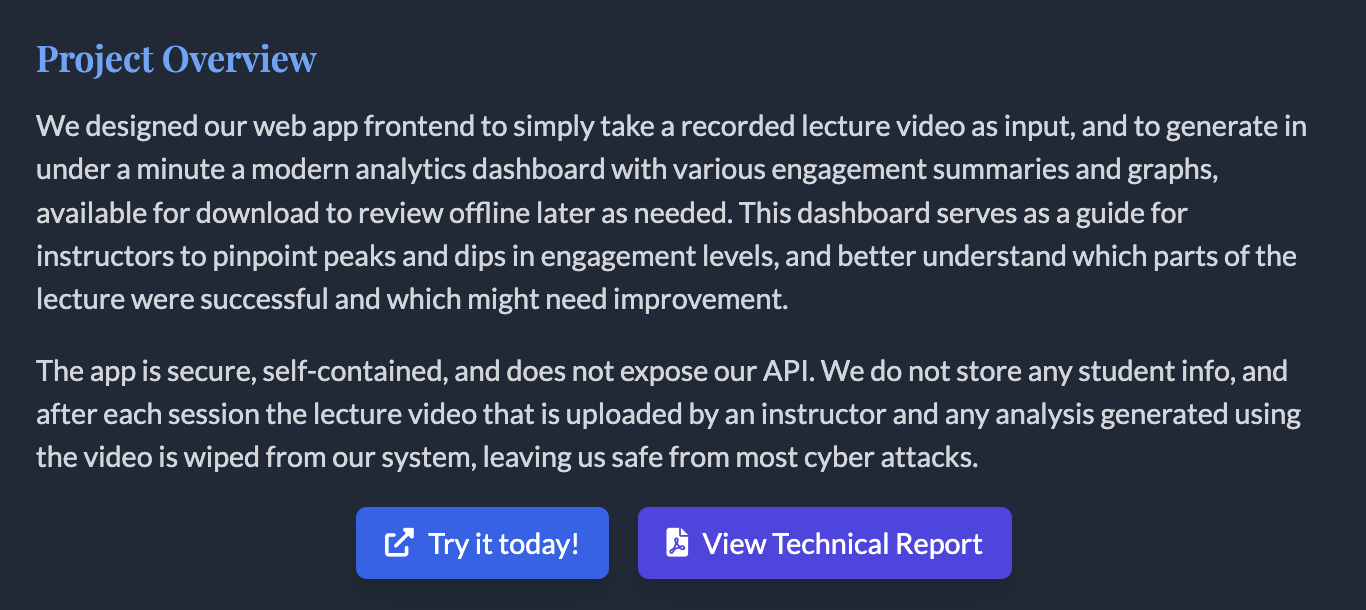 Project Overview
We designed our web app frontend to simply take a recorded lecture video as input, and to generate in
under a minute a modern analytics dashboard with various engagement summaries and graphs,
available for download to review offline later as needed. This dashboard serves as a guide for
instructors to pinpoint peaks and dips in engagement levels, and better understand which parts of the
lecture were successful and which might need improvement.
The app is secure, self-contained, and does not expose our API. We do not store any student info, and
after each session the lecture video that is uploaded by an instructor and any analysis generated using
the video is wiped from our system, leaving us safe from most cyber attacks.
Try it today!
View Technical Report